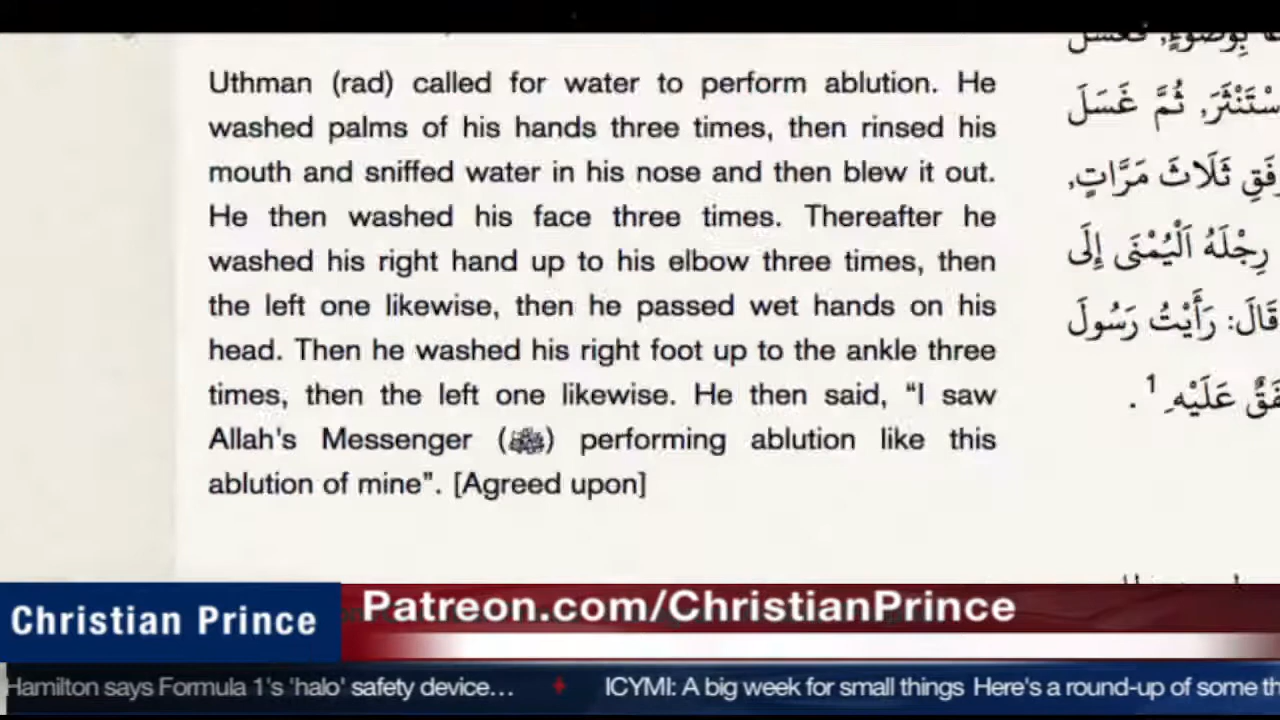 Uthman (rad) called for water to perform ablution. He
washed palms of his hands three times, then rinsed his
mouth and sniffed water in his nose and then blew it out.
He then washed his face three times. Thereafter he
washed his right hand up to his elbow three times, then
the left one likewise, then he passed wet hands on his
head. Then he washed his right foot up to the ankle three
times, then the left one likewise. He then said, “I saw
Allah's Messenger (ﷺ) performing ablution like this
ablution of mine”. [Agreed upon]
بِوَضُوءٍ, فَغَسَلَ
ثُمَّ غَسَلَ
ثَلَاثَ مَرَّاتٍ,
رِجْلَهُ اَلْيُمْنَى إِلَى
قَالَ: رَأَيْتُ رَسُولَ
عَلَيْهِ 1 .
Christian Prince
Patreon.com/ChristianPrince
Hamilton says Formula 1's 'halo' safety device... ICYMI: A big week for small things Here's a round-up of some th